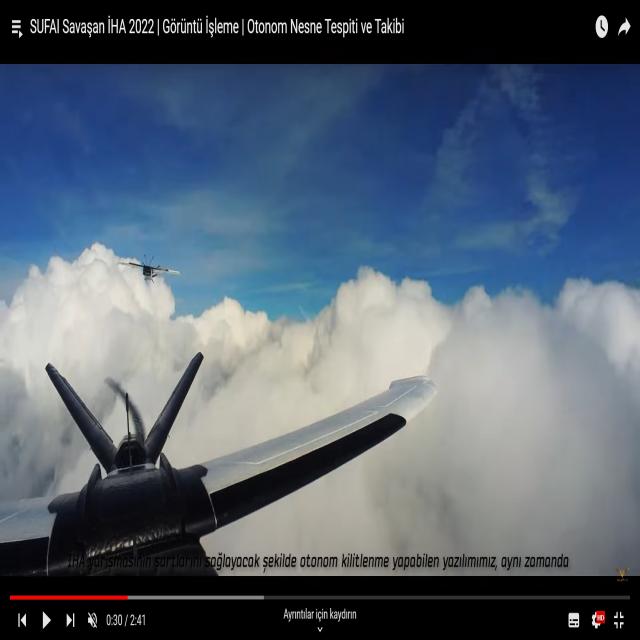 SUFAI Savaşan İHA 2022 | Görüntü İşleme | Otonom Nesne Tespiti ve Takibi
İHA yarışmasının şartlarını sağlayacak şekilde otonom kilitlenme yapabilen yazılımımız, aynı zamanda
0:30 / 2:41
Ayrıntılar için kaydırın
HD